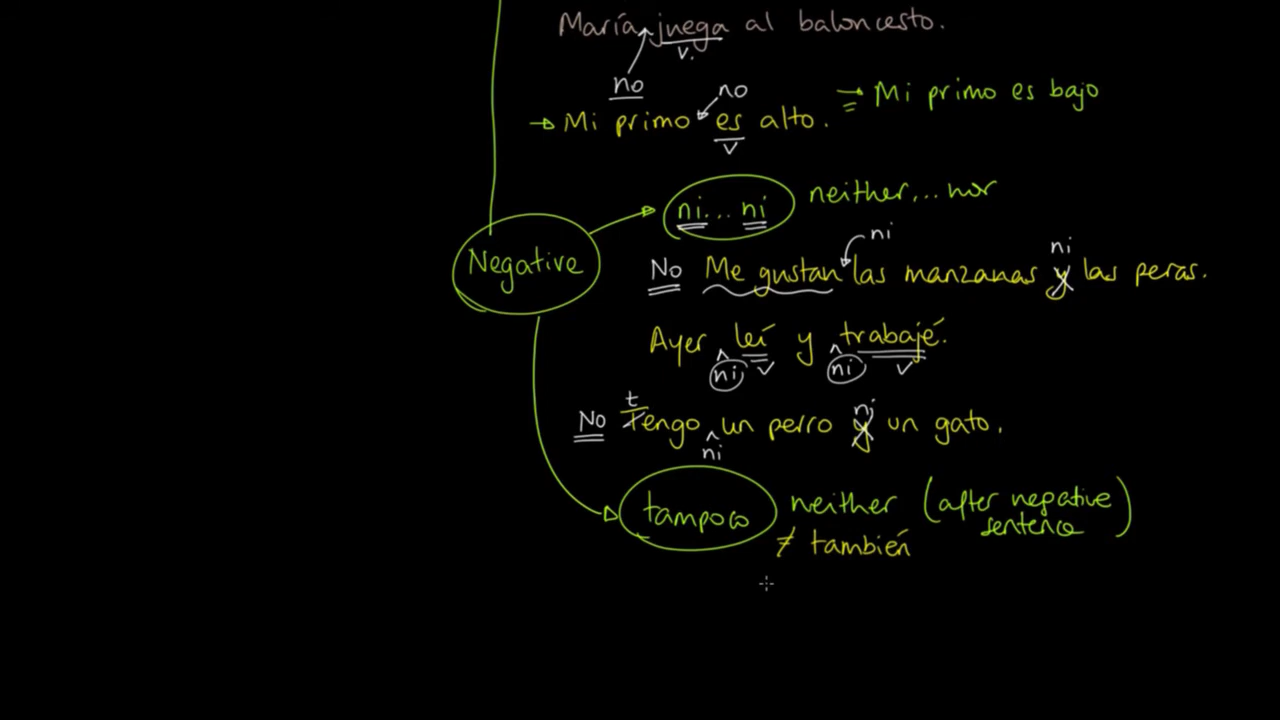 María juega al baloncesto.
v.
no
no
→ Mi primo es alto. → Mi primo es bajo
v
ni... ni neither... nor
Negative
ni
ni
No Me gustan las manzanas y las peras.
Ayer leí y trabajé.
ni v ni v
t
ni
No Tengo un perro y un gato.
ni
tampoco neither (after negative
sentence)
≠ también